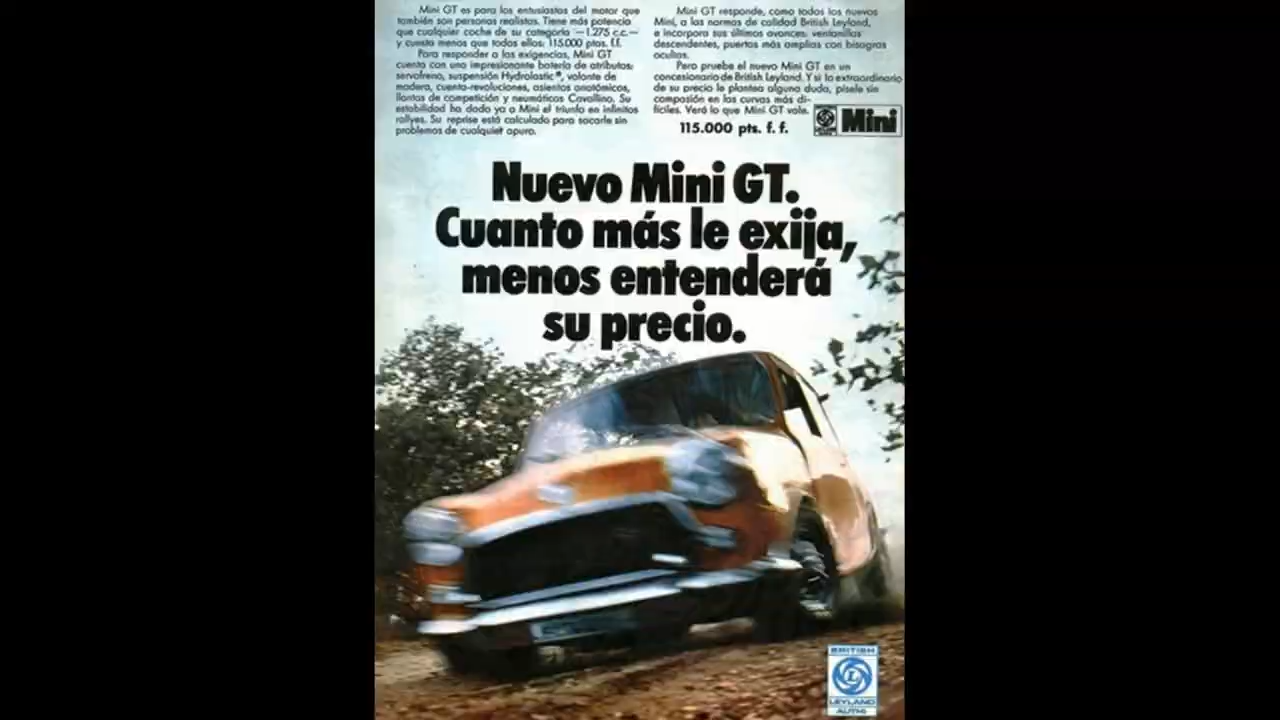 Mini GT es para los entusiastas del motor que
también son personas realistas. Tiene más potencia
que cualquier coche de su categoría —1.275 c.c.—
y cuesta menos que todos ellos: 115.000 ptas. f.f.
Para responder a las exigencias, Mini GT
cuenta con una impresionante batería de atributos:
servofreno, suspensión Hydrolastic®, volante de
madera, cuenta-revoluciones, asientos anatómicos,
llantas de competición y neumáticos Cavallino. Su
estabilidad ha dado ya a Mini el triunfo en infinitos
rallyes. Su reprise está calculado para sacarle sin
problemas de cualquier apuro.
Mini GT responde, como todos los nuevos
Mini, a las normas de calidad British Leyland,
e incorpora sus últimos avances: ventanillas
descendentes, puertas más amplias con bisagras
ocultas.
Pero pruebe el nuevo Mini GT en un
concesionario de British Leyland. Y si lo extraordinario
de su precio le plantea alguna duda, písele sin
compasión en las curvas más di-
fíciles. Verá lo que Mini GT vale.
115.000 pts. f. f.
Mini
Nuevo Mini GT.
Cuanto más le exija,
menos entenderá
su precio.
BRITISH
L
LEYLAND
AUTHI